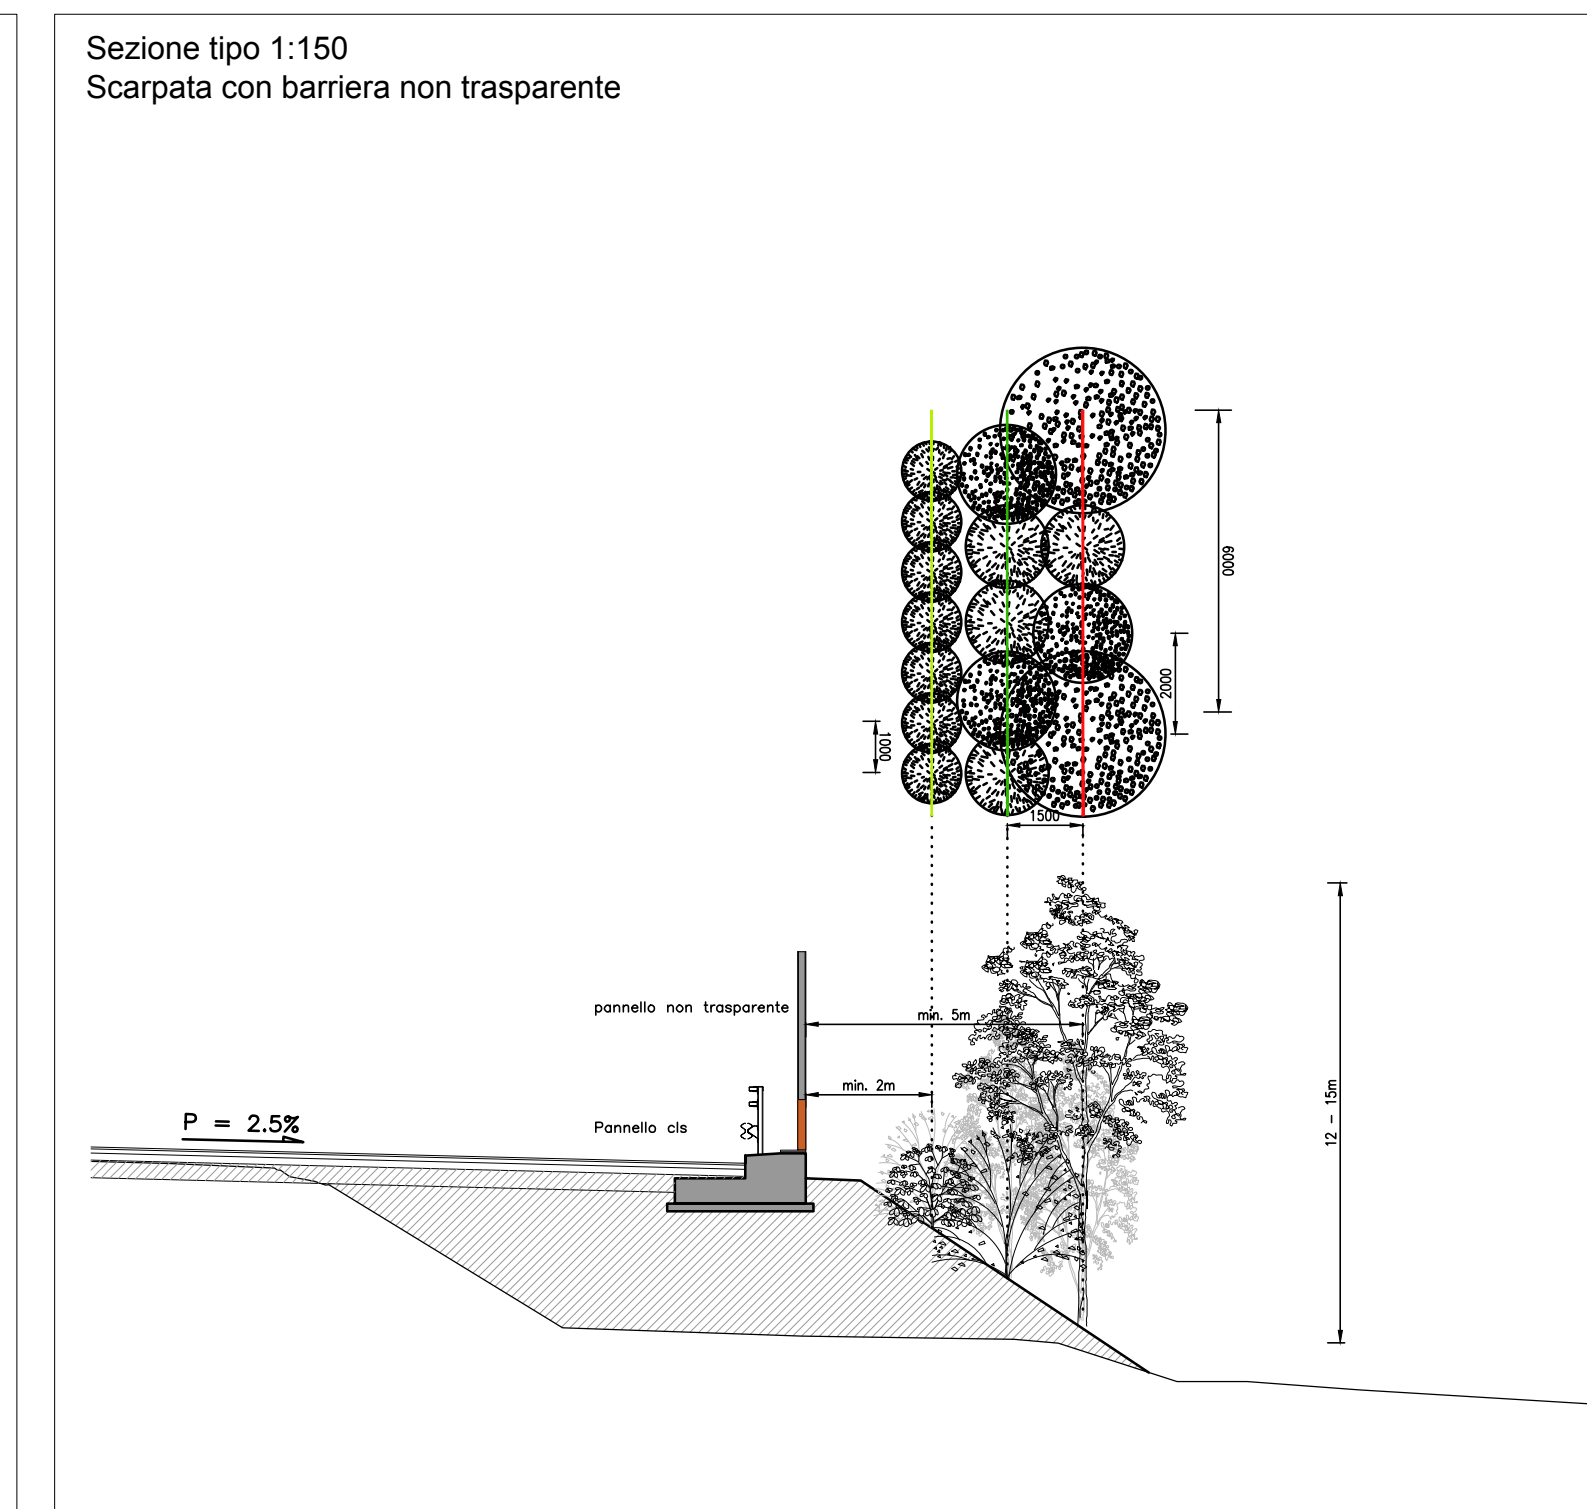 Sezione tipo 1:150
Scarpata con barriera non trasparente
6000
2000
1000
1500
pannello non trasparente
min. 5m
min. 2m
P = 2.5%
Pannello cls
12 - 15m